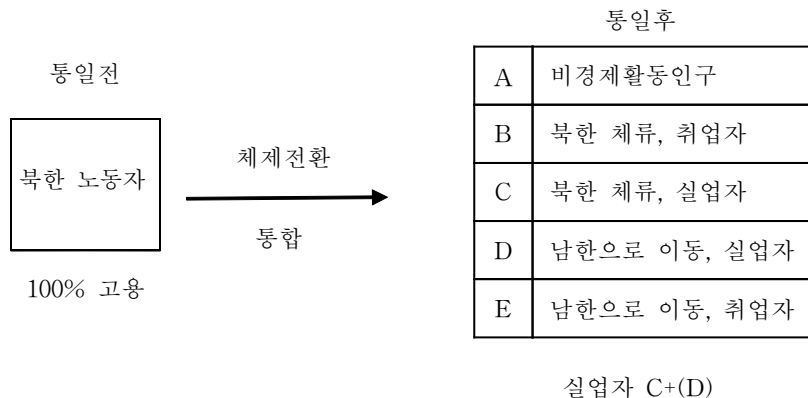 통일전
북한 노동자
100% 고용
체제전환
통합
통일후
A 비경제활동인구
B 북한 체류, 취업자
C 북한 체류, 실업자
D 남한으로 이동, 실업자
E 남한으로 이동, 취업자
실업자 C+(D)